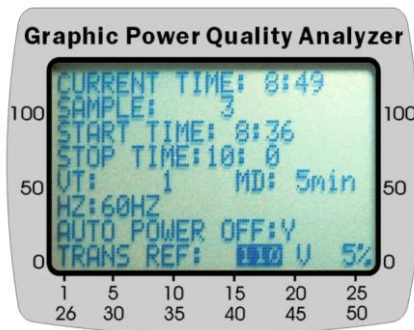 Graphic Power Quality Analyzer
CURRENT TIME: 8:49
SAMPLE: 3
START TIME: 8:36
STOP TIME:10: 0
VT: 1 MD: 5min
HZ:60HZ
AUTO POWER OFF:Y
TRANS REF: 110 V 5%
100
50
0
100
50
0
1 5 10 15 20 25
26 30 35 40 45 50